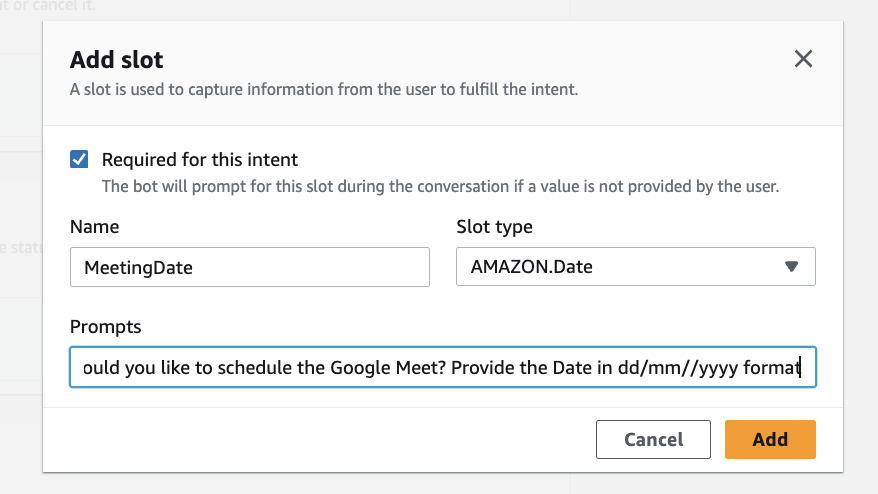 t or cancel it.
Add slot
A slot is used to capture information from the user to fulfill the intent.
Required for this intent
The bot will prompt for this slot during the conversation if a value is not provided by the user.
Name
Slot type
MeetingDate
AMAZON.Date
Prompts
ould you like to schedule the Google Meet? Provide the Date in dd/mm//yyyy format
Cancel
Add